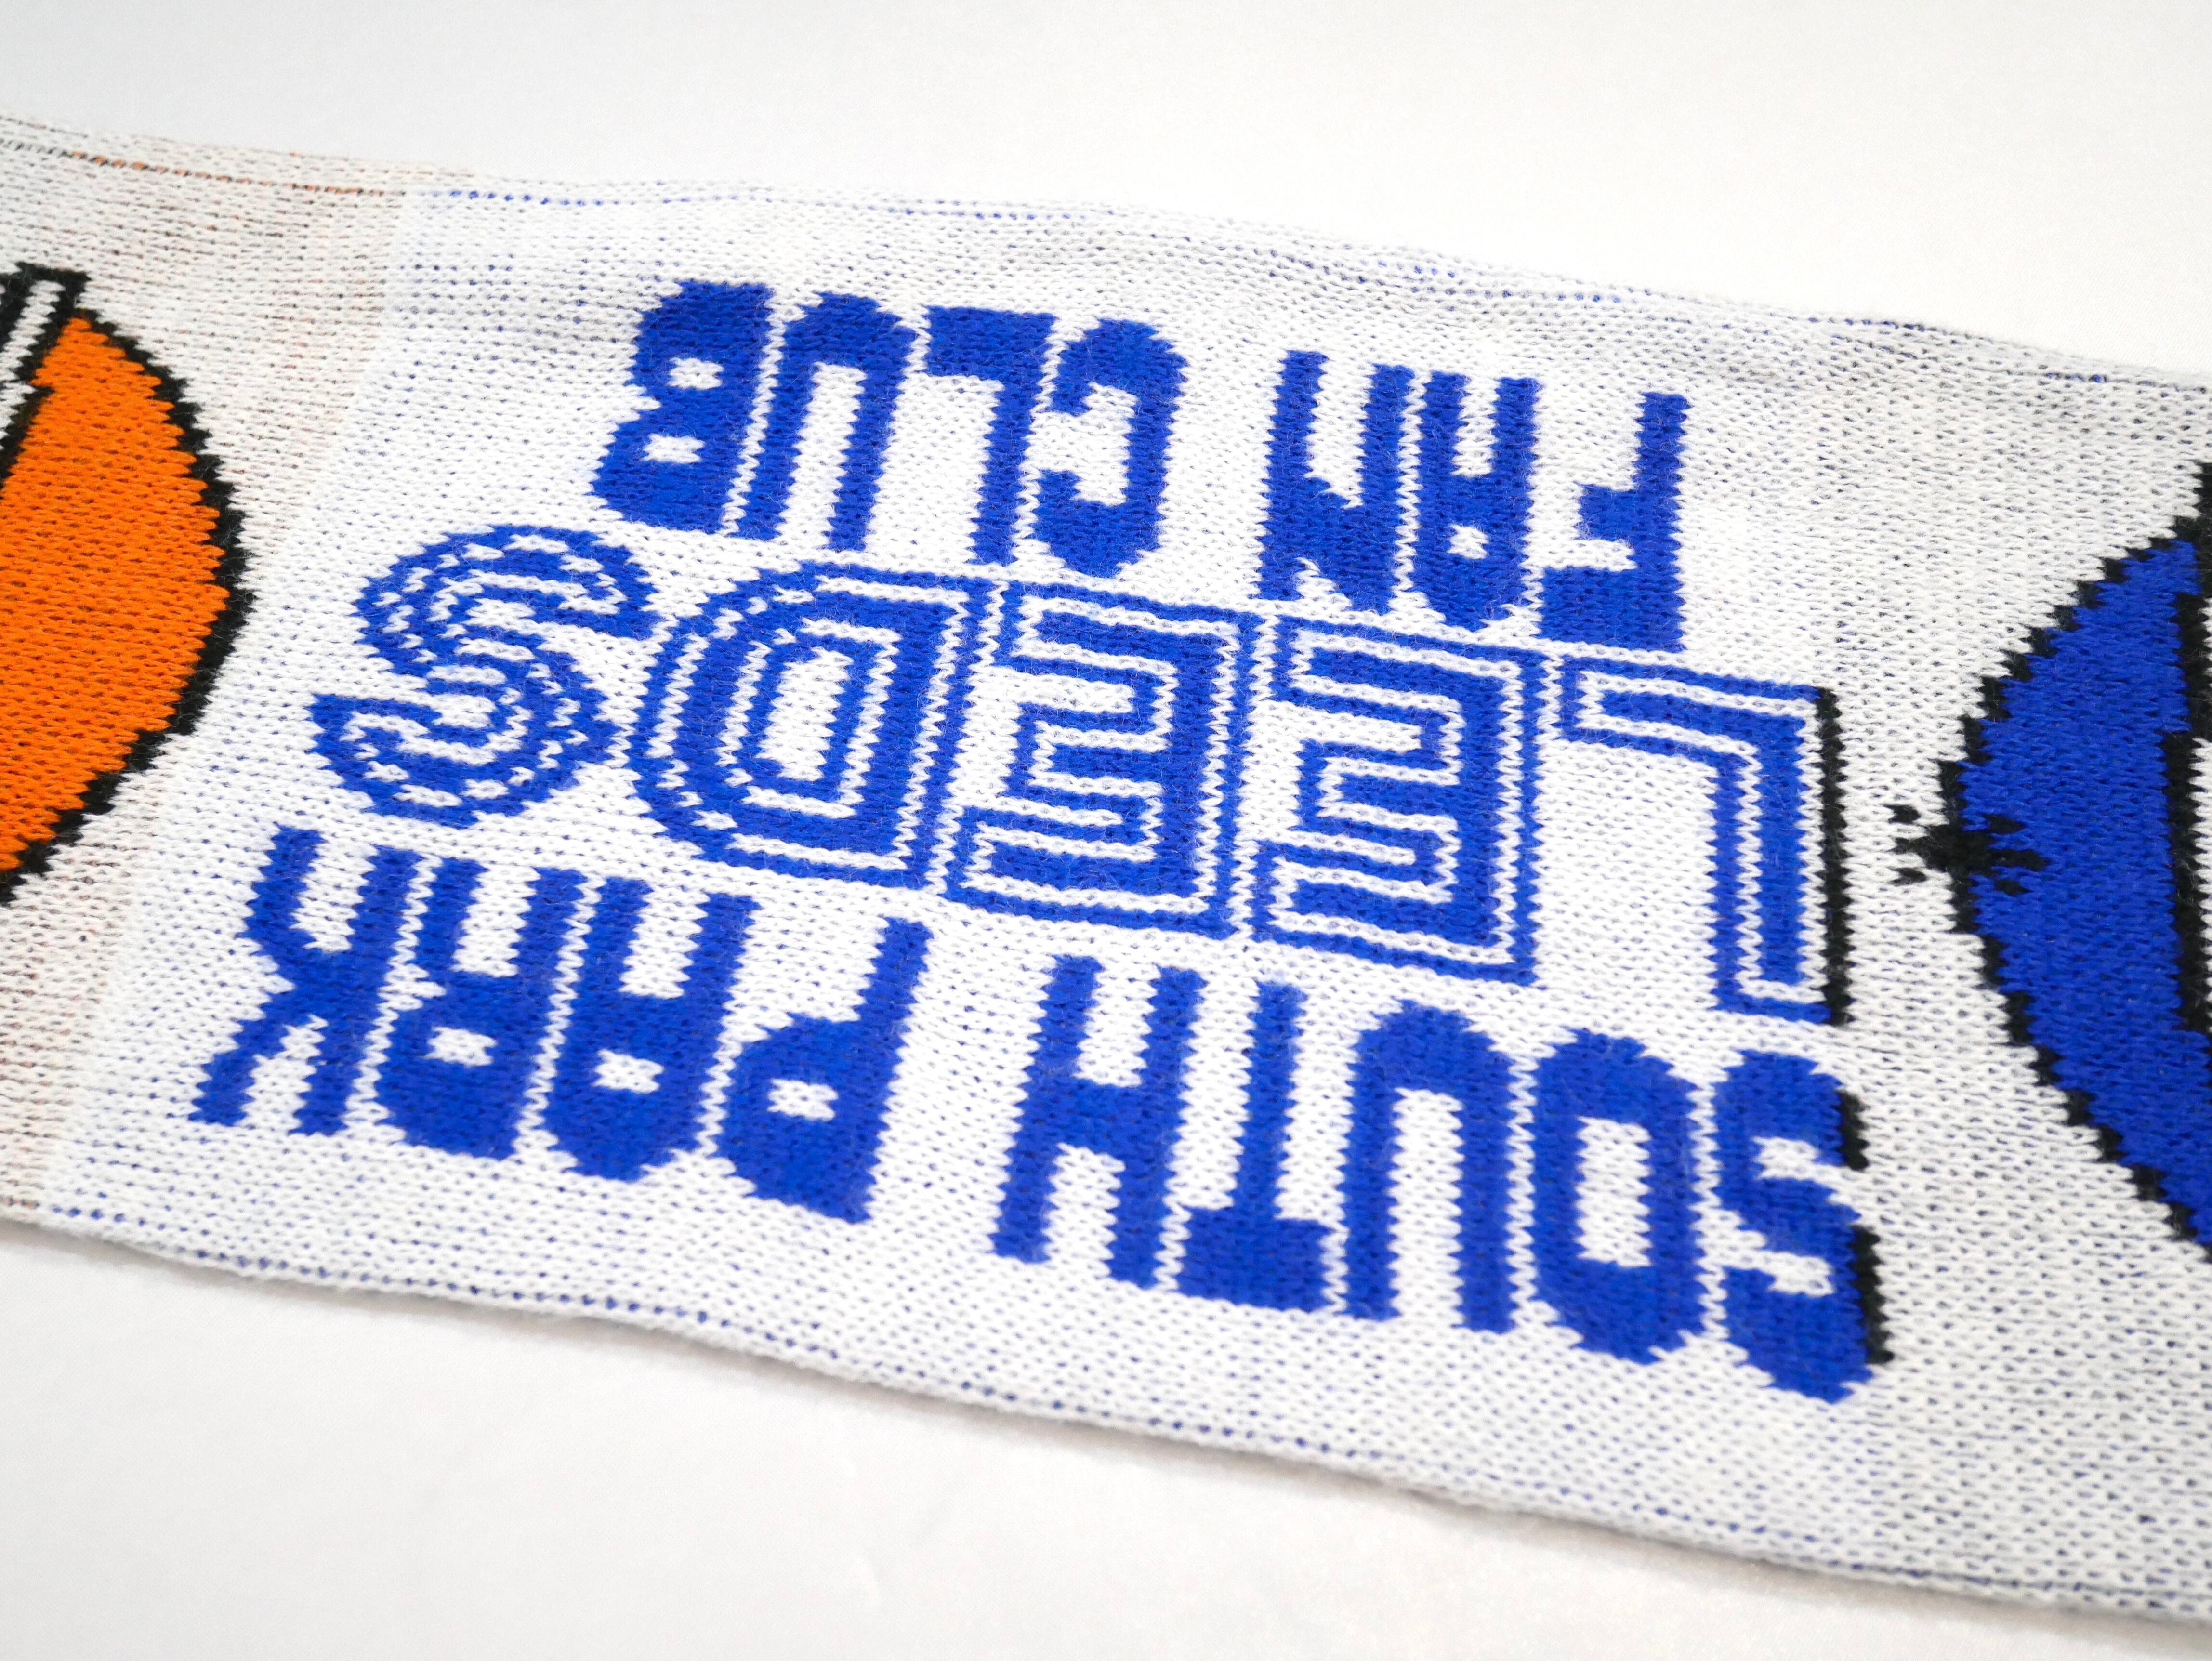 SOUTH PARK
LEEDS
FAN CLUB